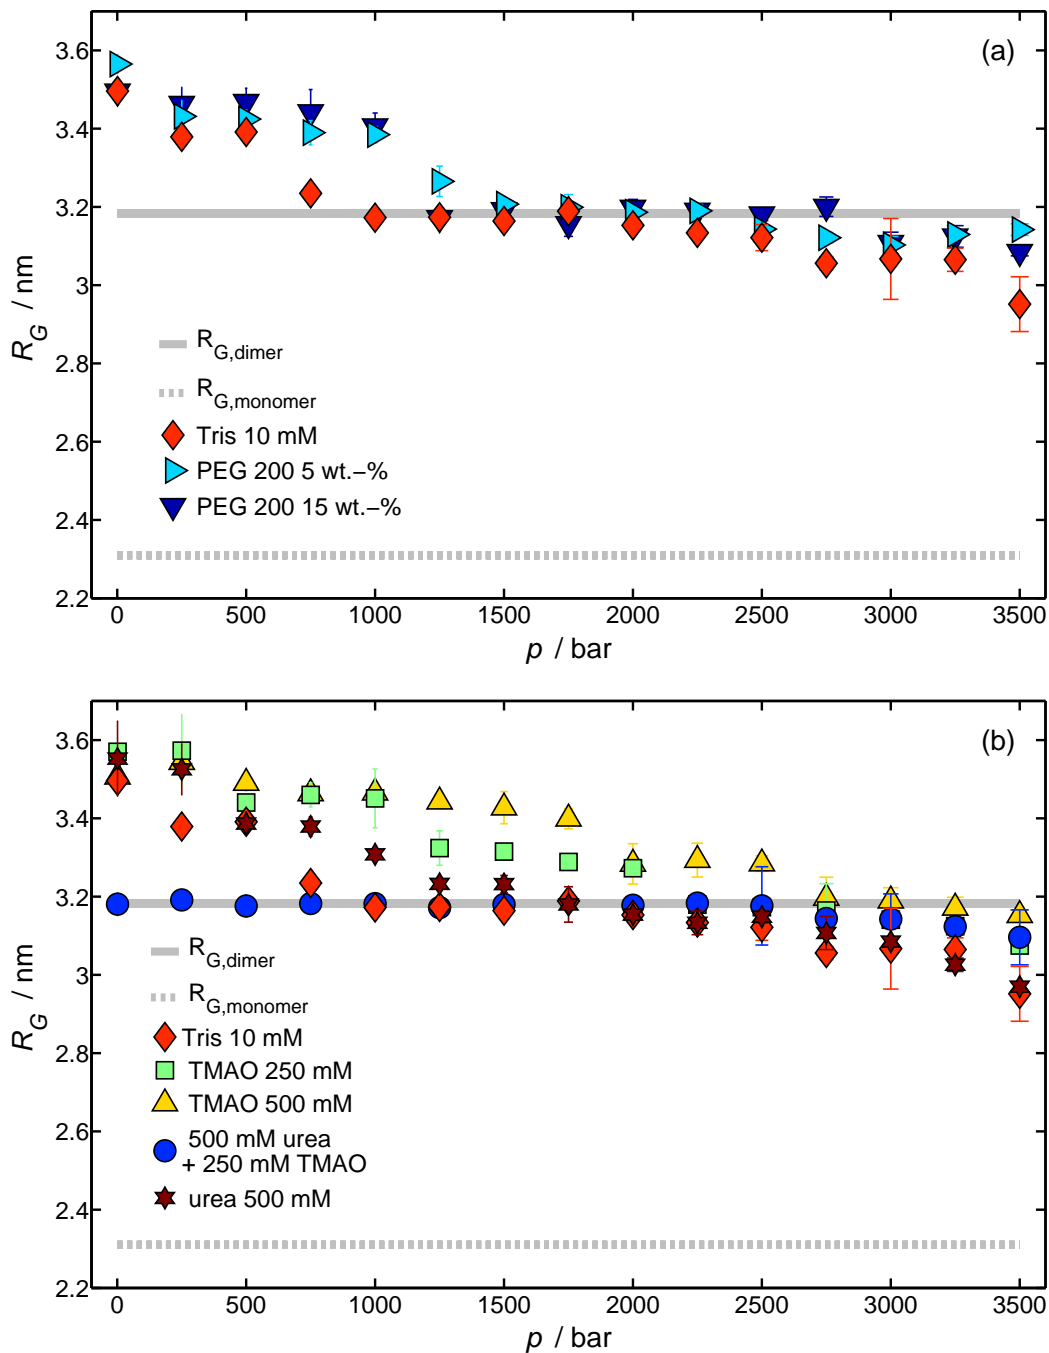 (a)
3.6
3.4
3.2
3
2.8
2.6
2.4
2.2
R_G / nm
R_G,dimer
R_G,monomer
Tris 10 mM
PEG 200 5 wt.−%
PEG 200 15 wt.−%
0 500 1000 1500 2000 2500 3000 3500
p / bar
(b)
3.6
3.4
3.2
3
2.8
2.6
2.4
2.2
R_G / nm
R_G,dimer
R_G,monomer
Tris 10 mM
TMAO 250 mM
TMAO 500 mM
500 mM urea
+ 250 mM TMAO
urea 500 mM
0 500 1000 1500 2000 2500 3000 3500
p / bar